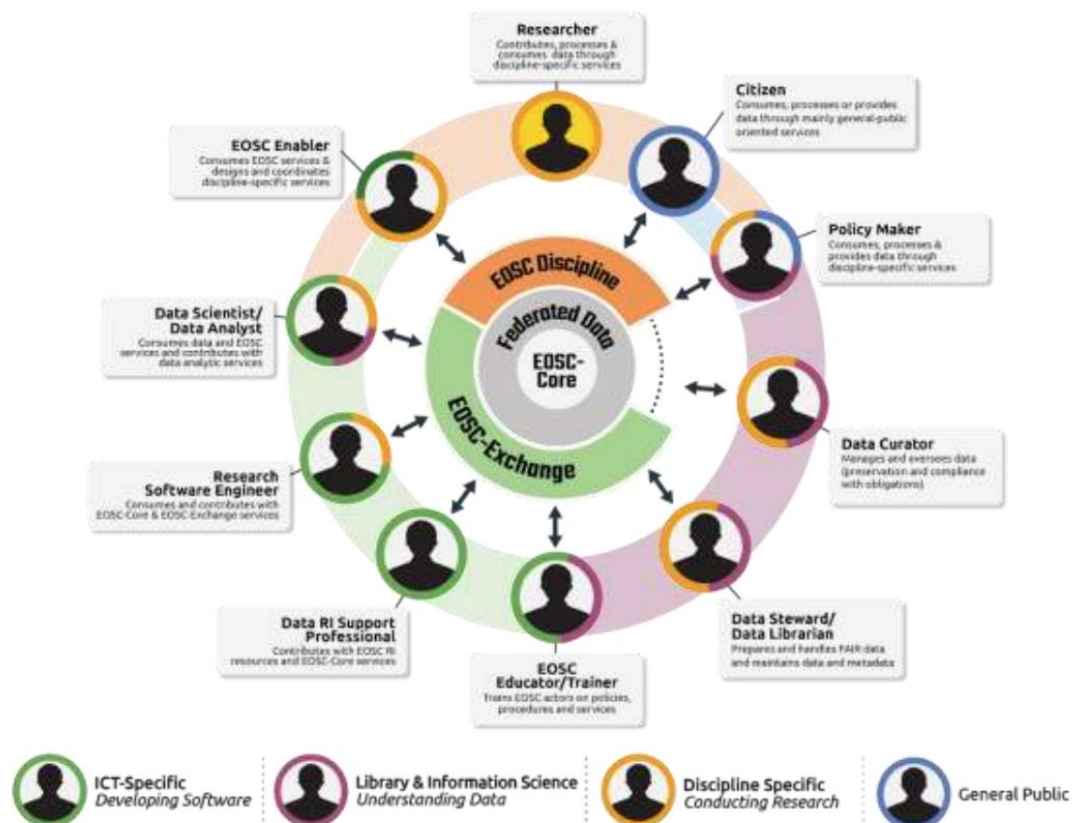 Researcher
Contributes, processes &
consumes data through
discipline-specific services
Citizen
Consumes, processes or provides
data through mainly general-public
oriented services
EOSC Enabler
Consumes EOSC services &
designs and coordinates
discipline-specific services
Policy Maker
Consumes, processes &
provides data through
discipline-specific services
EOSC Discipline
Federated Data
EOSC-
Core
EOSC-Exchange
Data Scientist/
Data Analyst
Consumes data and EOSC
services and contributes with
data analytic services
Data Curator
Manages and oversees data
(preservation and compliance
with obligations)
Research
Software Engineer
Consumes and contributes with
EOSC-Core & EOSC-Exchange services
Data RI Support
Professional
Contributes with EOSC RI
resources and EOSC-Core services
EOSC
Educator/Trainer
Trains EOSC actors on policies,
procedures and services
Data Steward/
Data Librarian
Prepares and handles FAIR data
and maintains data and metadata
ICT-Specific
Developing Software
Library & Information Science
Understanding Data
Discipline Specific
Conducting Research
General Public